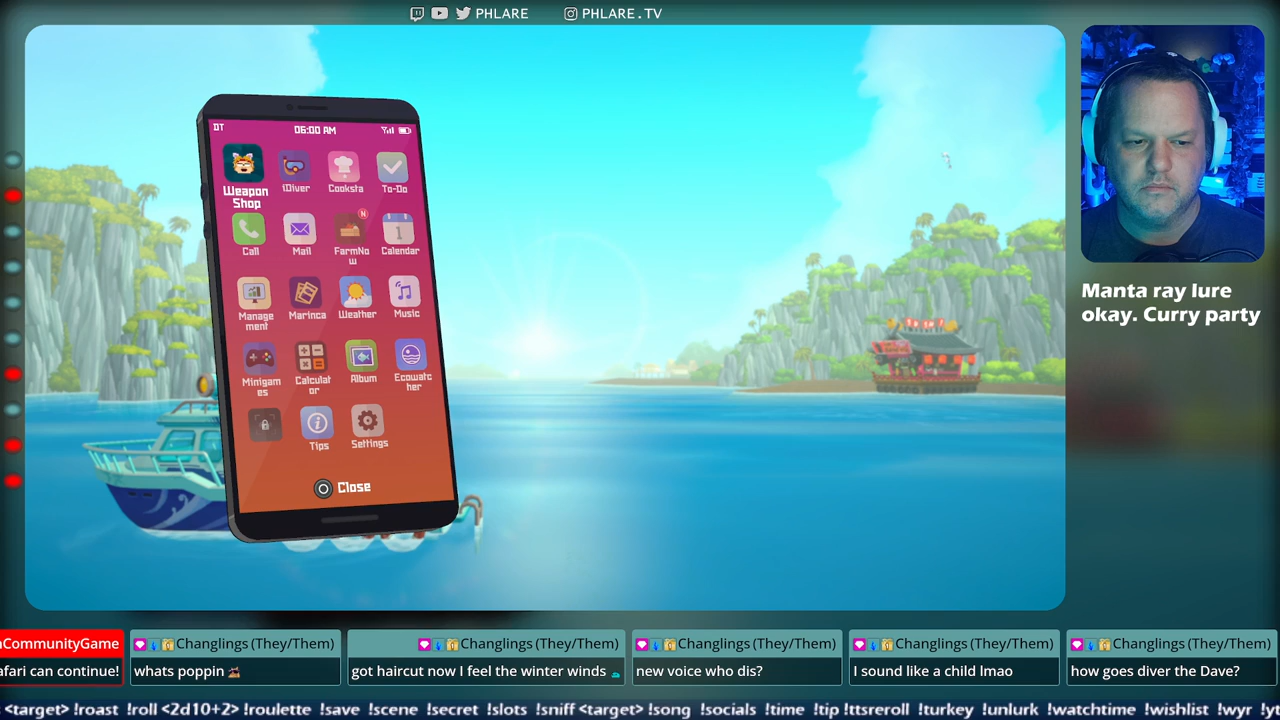 PHLARE PHLARE.TV
DT 06:00 AM
Weapon Shop
iDiver
Cooksta
To-Do
Call
Mail
N
FarmNow
1
Calendar
Management
Marinca
Weather
Music
Minigames
Calculator
Album
Ecowatcher
Tips
Settings
Close
Manta ray lure
okay. Curry party
CommunityGame
afari can continue!
Changlings (They/Them)
whats poppin
Changlings (They/Them)
got haircut now I feel the winter winds
Changlings (They/Them)
new voice who dis?
Changlings (They/Them)
I sound like a child lmao
Changlings (They/Them)
how goes diver the Dave?
<target> !roast !roll <2d10+2> !roulette !save !scene !secret !slots !sniff <target> !song !socials !time !tip !ttsreroll !turkey !unlurk !watchtime !wishlist !wyr !yt